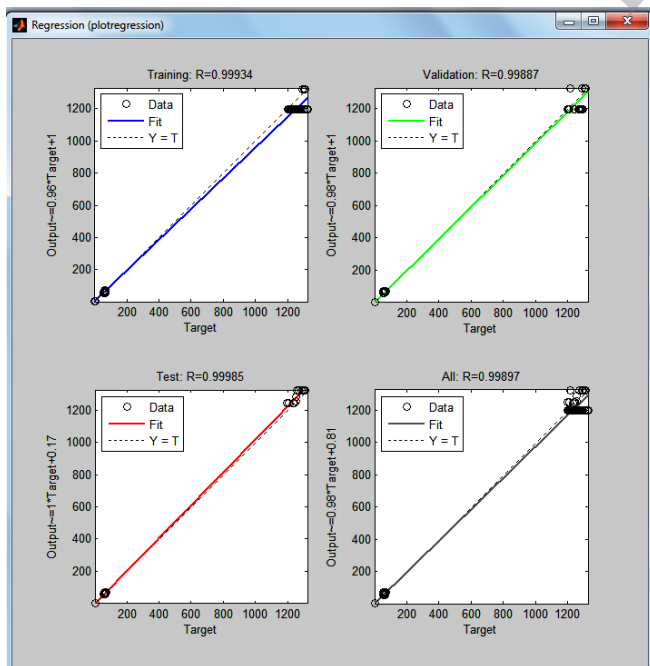 Regression (plotregression)
Training: R=0.99934
Output~=0.96*Target+1
Data
Fit
Y = T
1200
1000
800
600
400
200
200 400 600 800 1000 1200
Target
Validation: R=0.99887
Output~=0.98*Target+1
Data
Fit
Y = T
1200
1000
800
600
400
200
200 400 600 800 1000 1200
Target
Test: R=0.99985
Output~=1*Target+0.17
Data
Fit
Y = T
1200
1000
800
600
400
200
200 400 600 800 1000 1200
Target
All: R=0.99897
Output~=0.98*Target+0.81
Data
Fit
Y = T
1200
1000
800
600
400
200
200 400 600 800 1000 1200
Target